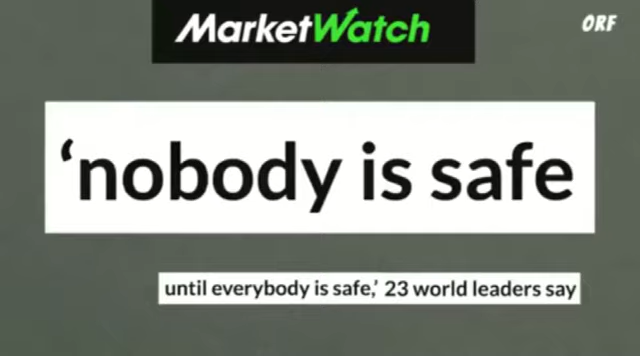 MarketWatch
ORF
‘nobody is safe
until everybody is safe,’ 23 world leaders say